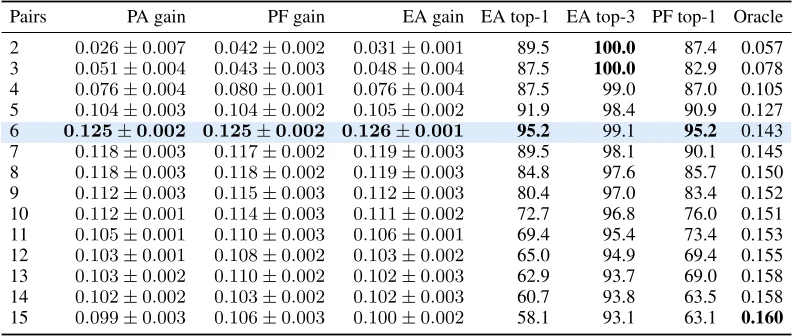 Pairs PA gain PF gain EA gain EA top-1 EA top-3 PF top-1 Oracle
2 0.026 ± 0.007 0.042 ± 0.002 0.031 ± 0.001 89.5 100.0 87.4 0.057
3 0.051 ± 0.004 0.043 ± 0.003 0.048 ± 0.004 87.5 100.0 82.9 0.078
4 0.076 ± 0.004 0.080 ± 0.001 0.076 ± 0.004 87.5 99.0 87.0 0.105
5 0.104 ± 0.003 0.104 ± 0.002 0.105 ± 0.002 91.9 98.4 90.9 0.127
6 0.125 ± 0.002 0.125 ± 0.002 0.126 ± 0.001 95.2 99.1 95.2 0.143
7 0.118 ± 0.003 0.117 ± 0.002 0.119 ± 0.003 89.5 98.1 90.1 0.145
8 0.118 ± 0.003 0.118 ± 0.002 0.119 ± 0.003 84.8 97.6 85.7 0.150
9 0.112 ± 0.003 0.115 ± 0.003 0.112 ± 0.003 80.4 97.0 83.4 0.152
10 0.112 ± 0.001 0.114 ± 0.003 0.111 ± 0.002 72.7 96.8 76.0 0.151
11 0.105 ± 0.001 0.110 ± 0.003 0.106 ± 0.001 69.4 95.4 73.4 0.153
12 0.103 ± 0.001 0.108 ± 0.002 0.103 ± 0.002 65.0 94.9 69.4 0.155
13 0.103 ± 0.002 0.110 ± 0.002 0.102 ± 0.003 62.9 93.7 69.0 0.158
14 0.102 ± 0.002 0.103 ± 0.002 0.102 ± 0.003 60.7 93.8 63.5 0.158
15 0.099 ± 0.003 0.106 ± 0.003 0.100 ± 0.002 58.1 93.1 63.1 0.160